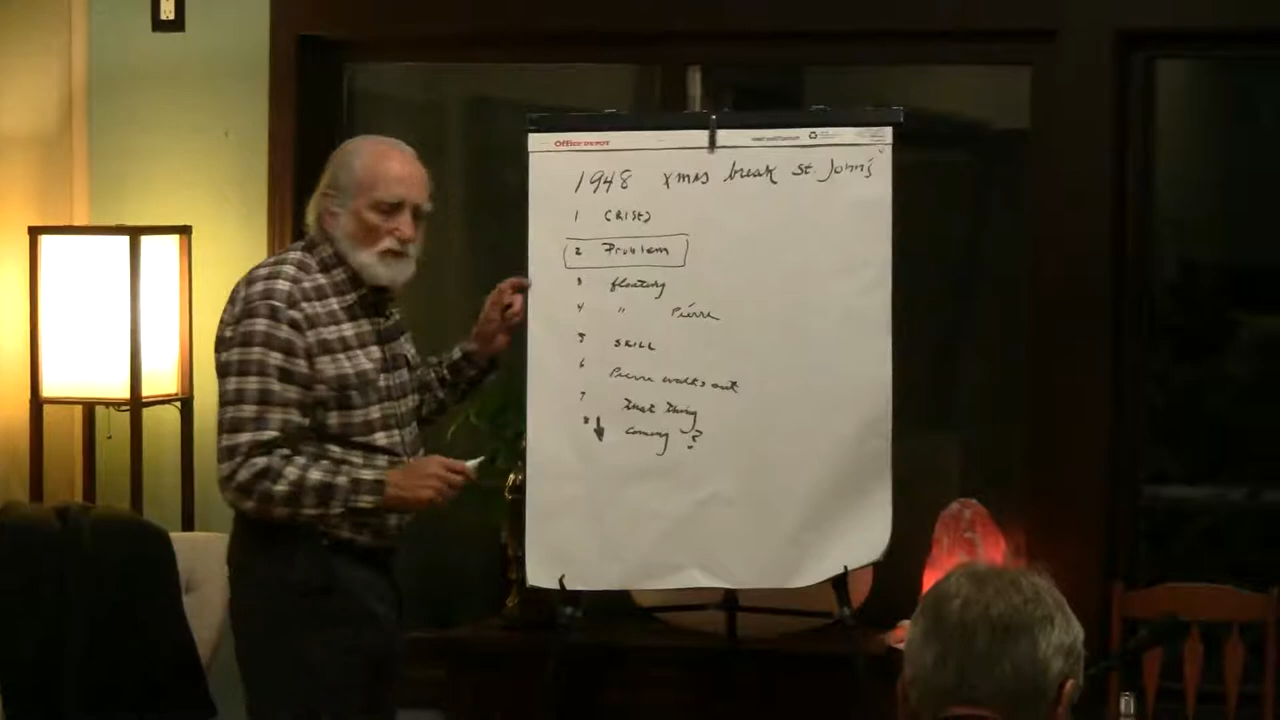 Office DEPOT
1948 xmas break St. John's
1 CRISIS
2 Problem
3 floating
4 " Pierre
5 SKILL
6 Pierre walks out
7 that thing
8 coming ?